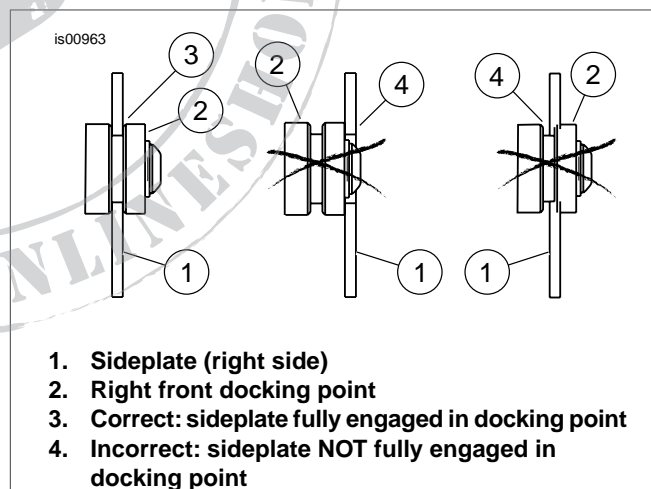 is00963
3
2
2
4
4
2
1
1
1
1. Sideplate (right side)
2. Right front docking point
3. Correct: sideplate fully engaged in docking point
4. Incorrect: sideplate NOT fully engaged in
docking point